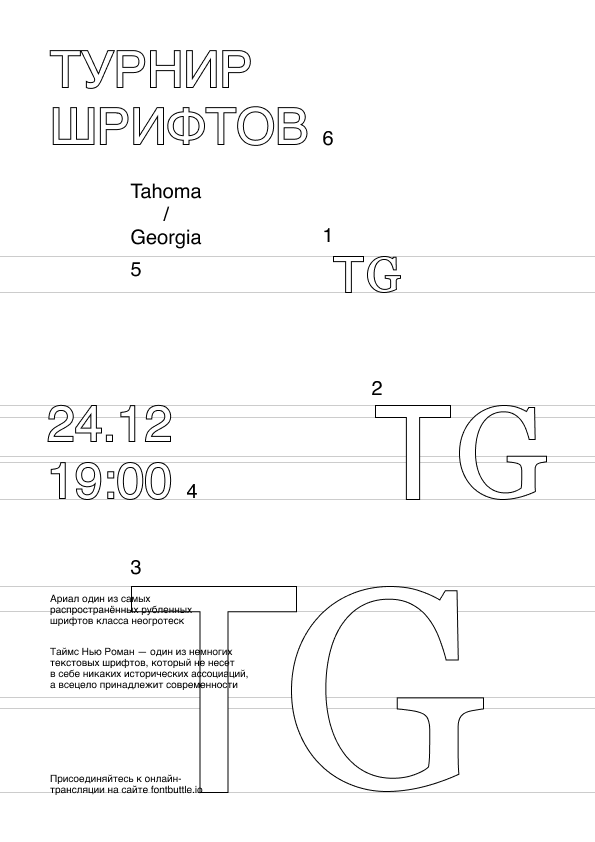 ТУРНИР
ШРИФТОВ 6
Tahoma
/
Georgia
1
5
TG
2
24.12
TG
19:00 4
3
Ариал один из самых
распространённых рубленных
шрифтов класса неогротеск
Таймс Нью Роман — один из немногих
текстовых шрифтов, который не несет
в себе никаких исторических ассоциаций,
а всецело принадлежит современности
TG
Присоединяйтесь к онлайн-
трансляции на сайте fontbuttle.io